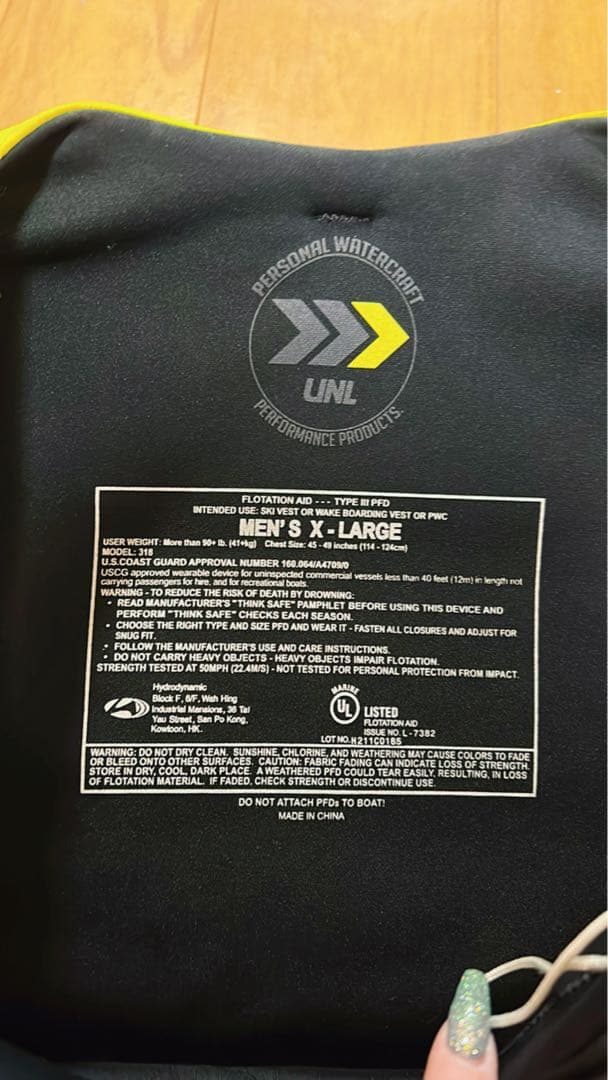 PERSONAL WATERCRAFT
UNL
PERFORMANCE PRODUCTS.
FLOTATION AID --- TYPE III PFD
INTENDED USE: SKI VEST OR WAKE BOARDING VEST OR PWC
MEN'S X-LARGE
USER WEIGHT: More than 90+ lb. (41+kg) Chest Size: 45 - 49 inches (114 - 124cm)
MODEL: 318
U.S.COAST GUARD APPROVAL NUMBER 160.064/A4709/0
USCG approved wearable device for uninspected commercial vessels less than 40 feet (12m) in length not
carrying passengers for hire, and for recreational boats.
WARNING - TO REDUCE THE RISK OF DEATH BY DROWNING:
• READ MANUFACTURER'S "THINK SAFE" PAMPHLET BEFORE USING THIS DEVICE AND
PERFORM "THINK SAFE" CHECKS EACH SEASON.
• CHOOSE THE RIGHT TYPE AND SIZE PFD AND WEAR IT - FASTEN ALL CLOSURES AND ADJUST FOR
SNUG FIT.
• FOLLOW THE MANUFACTURER'S USE AND CARE INSTRUCTIONS.
• DO NOT CARRY HEAVY OBJECTS - HEAVY OBJECTS IMPAIR FLOTATION.
STRENGTH TESTED AT 50MPH (22.4M/S) - NOT TESTED FOR PERSONAL PROTECTION FROM IMPACT.
Hydrodynamic
Block F, 6/F, Wah Hing
Industrial Mansions, 36 Tai
Yau Street, San Po Kong,
Kowloon, HK.
MARINE
UL LISTED
FLOTATION AID
ISSUE NO. L - 7382
LOT NO.H211C0185
WARNING: DO NOT DRY CLEAN. SUNSHINE, CHLORINE, AND WEATHERING MAY CAUSE COLORS TO FADE
OR BLEED ONTO OTHER SURFACES. CAUTION: FABRIC FADING CAN INDICATE LOSS OF STRENGTH.
STORE IN DRY, COOL, DARK PLACE. A WEATHERED PFD COULD TEAR EASILY, RESULTING, IN LOSS
OF FLOTATION MATERIAL. IF FADED, CHECK STRENGTH OR DISCONTINUE USE.
DO NOT ATTACH PFDs TO BOAT!
MADE IN CHINA